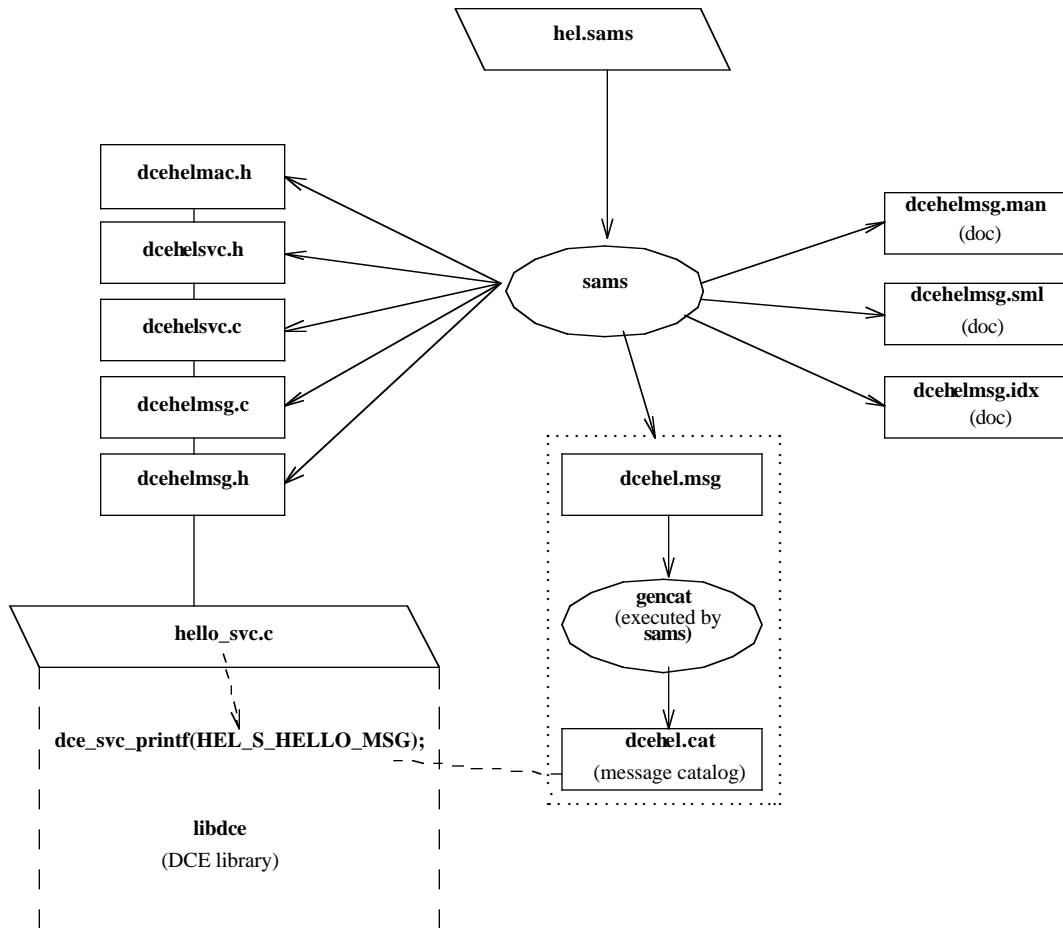 hel.sams
dcehelmac.h
dcehelsvc.h
dcehelsvc.c
dcehelmsg.c
dcehelmsg.h
sams
dcehelmsg.man
(doc)
dcehelmsg.sml
(doc)
dcehelmsg.idx
(doc)
dcehel.msg
gencat
(executed by
sams)
dcehel.cat
(message catalog)
hello_svc.c
dce_svc_printf(HEL_S_HELLO_MSG);
libdce
(DCE library)